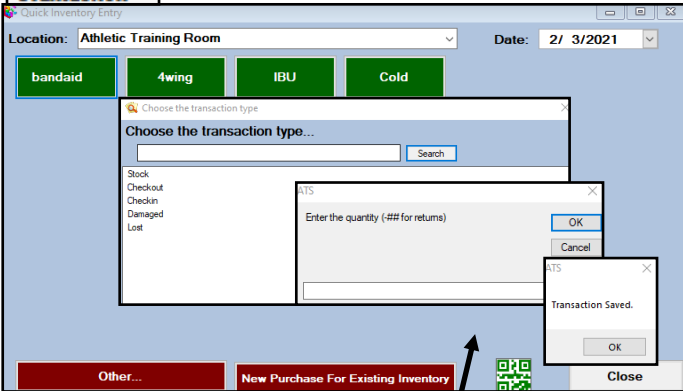 Quick Inventory Entry
Location: Athletic Training Room Date: 2/ 3/2021
bandaid 4wing IBU Cold
Choose the transaction type
Choose the transaction type...
Search
Stock
Checkout
Checkin
Damaged
Lost
ATS
Enter the quantity (-## for returns)
OK
Cancel
ATS
Transaction Saved.
OK
Other... New Purchase For Existing Inventory Close